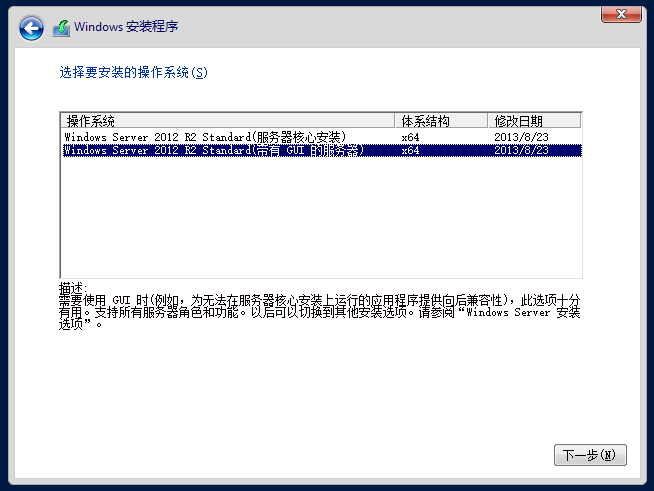 Windows 安装程序
选择要安装的操作系统(S)
操作系统 体系结构 修改日期
Windows Server 2012 R2 Standard(服务器核心安装) x64 2013/8/23
Windows Server 2012 R2 Standard(带有 GUI 的服务器) x64 2013/8/23
描述:
需要使用 GUI 时(例如，为无法在服务器核心安装上运行的应用程序提供向后兼容性)，此选项十分
有用。支持所有服务器角色和功能。以后可以切换到其他安装选项。请参阅“Windows Server 安装
选项”。
下一步(N)